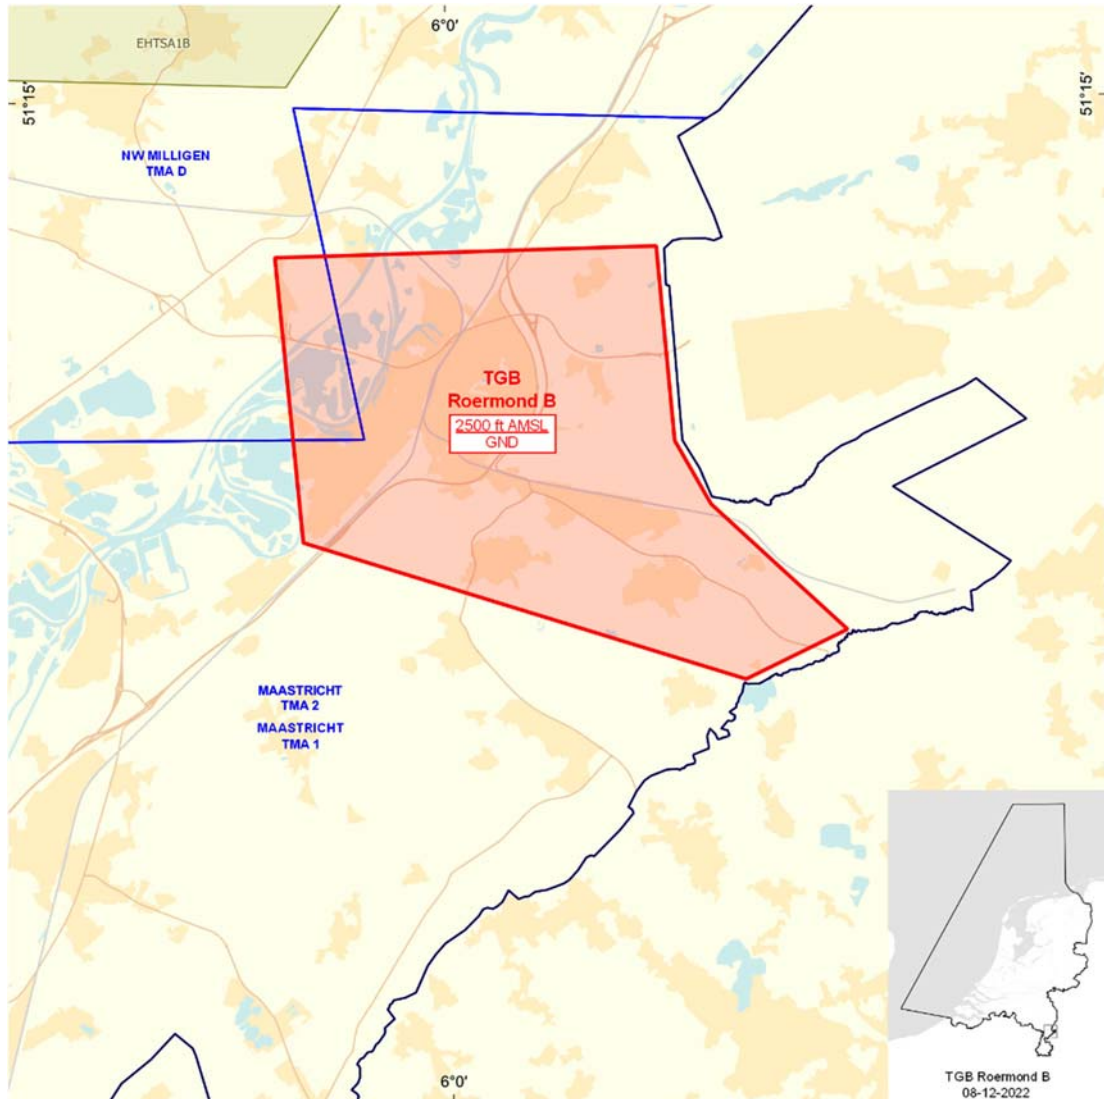 6°0'
EHTSA1B
51°15'
51°15'
NW MILLIGEN
TMA D
TGB
Roermond B
2500 ft AMSL
GND
MAASTRICHT
TMA 2
MAASTRICHT
TMA 1
6°0'
TGB Roermond B
08-12-2022